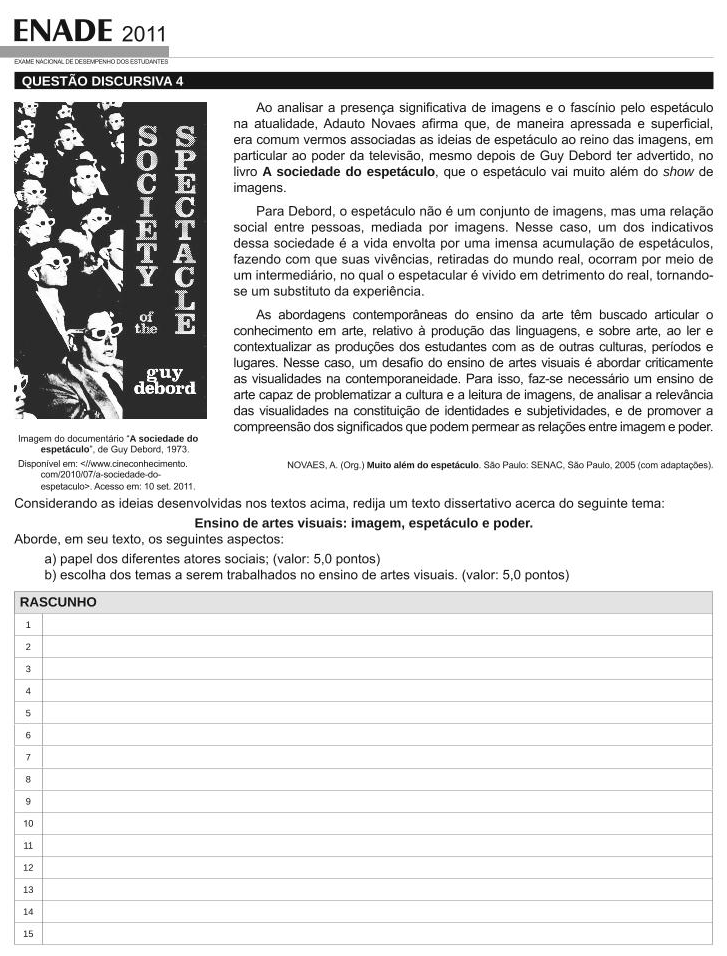 ENADE 2011
EXAME NACIONAL DE DESEMPENHO DOS ESTUDANTES
QUESTÃO DISCURSIVA 4
SOCIETY
of the
SPECTACLE
guy
debord
Imagem do documentário "A sociedade do
espetáculo", de Guy Debord, 1973.
Disponível em: <//www.cineconhecimento.
com/2010/07/a-sociedade-do-
espetaculo>. Acesso em: 10 set. 2011.
Ao analisar a presença significativa de imagens e o fascínio pelo espetáculo
na atualidade, Adauto Novaes afirma que, de maneira apressada e superficial,
era comum vermos associadas as ideias de espetáculo ao reino das imagens, em
particular ao poder da televisão, mesmo depois de Guy Debord ter advertido, no
livro A sociedade do espetáculo, que o espetáculo vai muito além do show de
imagens.
Para Debord, o espetáculo não é um conjunto de imagens, mas uma relação
social entre pessoas, mediada por imagens. Nesse caso, um dos indicativos
dessa sociedade é a vida envolta por uma imensa acumulação de espetáculos,
fazendo com que suas vivências, retiradas do mundo real, ocorram por meio de
um intermediário, no qual o espetacular é vivido em detrimento do real, tornando-
se um substituto da experiência.
As abordagens contemporâneas do ensino da arte têm buscado articular o
conhecimento em arte, relativo à produção das linguagens, e sobre arte, ao ler e
contextualizar as produções dos estudantes com as de outras culturas, períodos e
lugares. Nesse caso, um desafio do ensino de artes visuais é abordar criticamente
as visualidades na contemporaneidade. Para isso, faz-se necessário um ensino de
arte capaz de problematizar a cultura e a leitura de imagens, de analisar a relevância
das visualidades na constituição de identidades e subjetividades, e de promover a
compreensão dos significados que podem permear as relações entre imagem e poder.
NOVAES, A. (Org.) Muito além do espetáculo. São Paulo: SENAC, São Paulo, 2005 (com adaptações).
Considerando as ideias desenvolvidas nos textos acima, redija um texto dissertativo acerca do seguinte tema:
Ensino de artes visuais: imagem, espetáculo e poder.
Aborde, em seu texto, os seguintes aspectos:
a) papel dos diferentes atores sociais; (valor: 5,0 pontos)
b) escolha dos temas a serem trabalhados no ensino de artes visuais. (valor: 5,0 pontos)
RASCUNHO
1
2
3
4
5
6
7
8
9
10
11
12
13
14
15